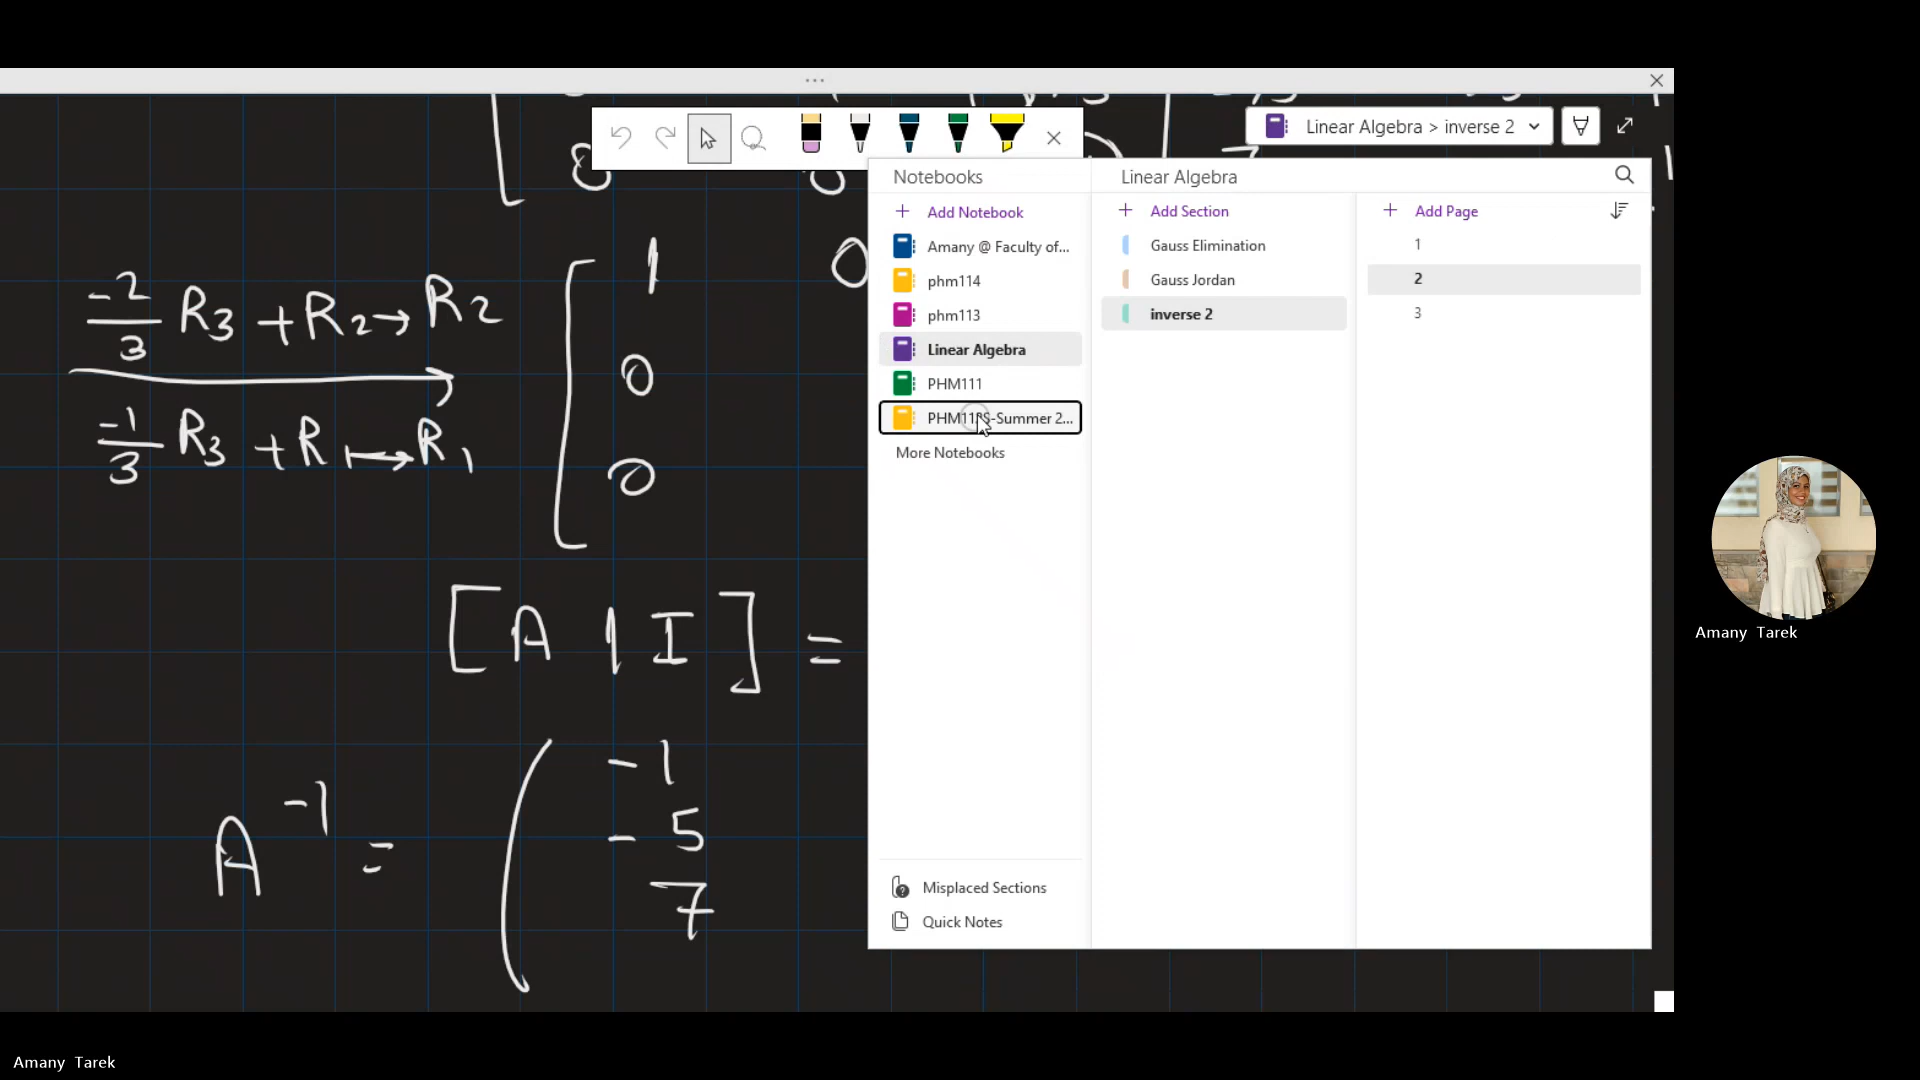 Linear Algebra > inverse 2
Notebooks
Add Notebook
Amany @ Faculty of...
phm114
phm113
Linear Algebra
PHM111
More Notebooks
Misplaced Sections
Quick Notes
Linear Algebra
Add Section
Gauss Elimination
Gauss Jordan
inverse 2
Add Page
1
2
3
-2/3 R3 + R2 → R2
-1/3 R3 + R1 → R1
1 0
0
0
[A | I] =
A⁻¹ =
-1
-5
7
Amany Tarek
Amany Tarek